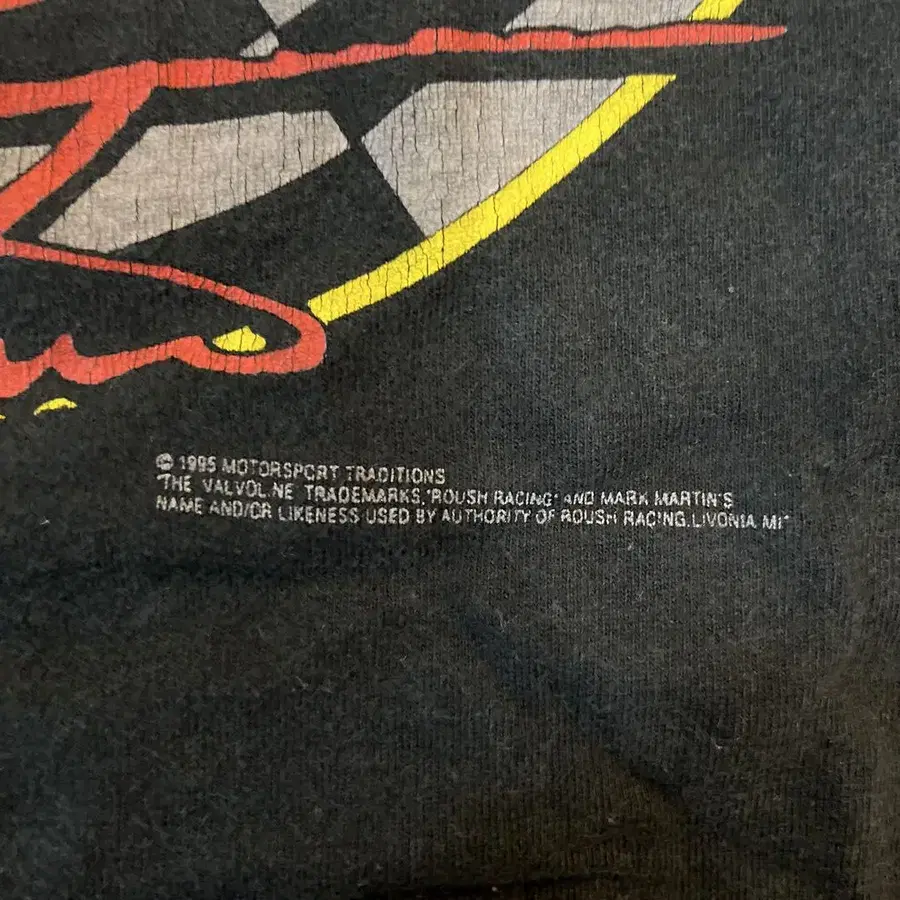 © 1995 MOTORSPORT TRADITIONS
"THE VALVOLINE TRADEMARKS, "ROUSH RACING" AND MARK MARTIN'S
NAME AND/OR LIKENESS USED BY AUTHORITY OF ROUSH RACING, LIVONIA, MI"